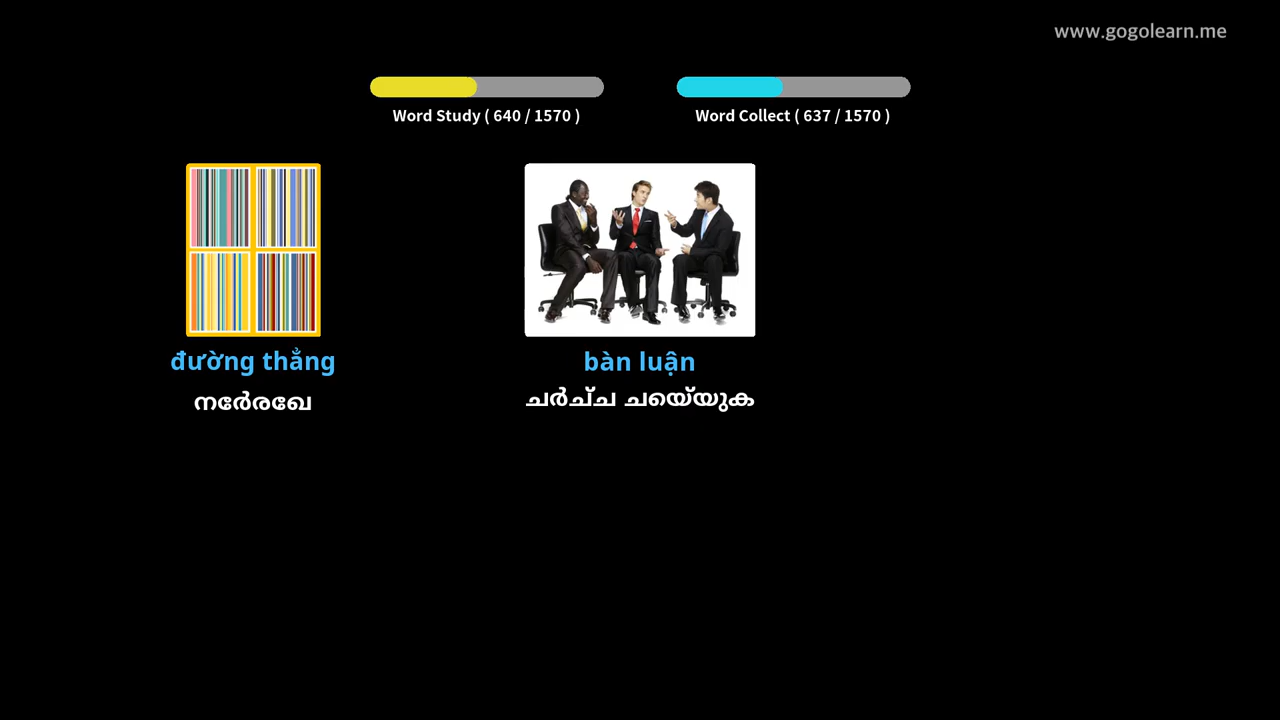 www.gogolearn.me
Word Study ( 640 / 1570 )
Word Collect ( 637 / 1570 )
đường thẳng
bàn luận
നേർരേഖ
ചർച്ച ചെയ്യുക